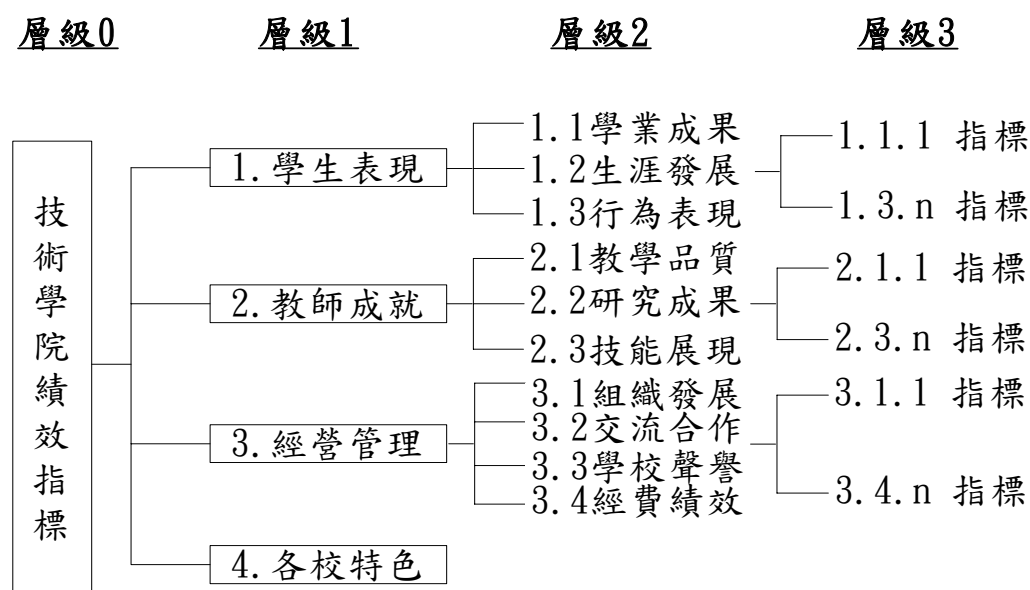 層級0 層級1 層級2 層級3
技術學院績效指標
1.學生表現
1.1學業成果
1.2生涯發展
1.3行為表現
1.1.1 指標
1.3.n 指標
2.教師成就
2.1教學品質
2.2研究成果
2.3技能展現
2.1.1 指標
2.3.n 指標
3.經營管理
3.1組織發展
3.2交流合作
3.3學校聲譽
3.4經費績效
3.1.1 指標
3.4.n 指標
4.各校特色